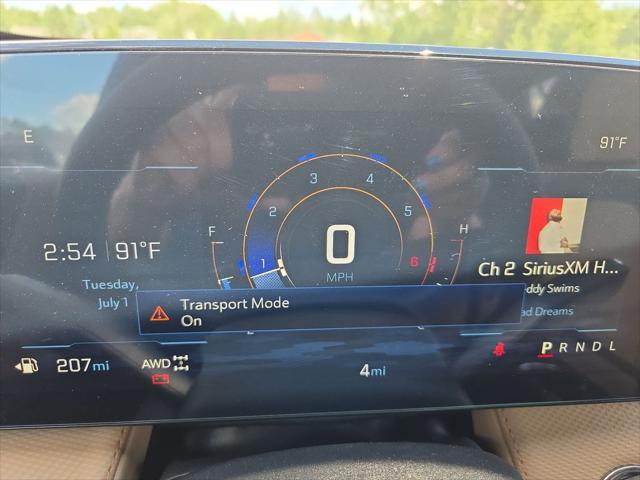 E
91°F
3 4
2 5
F H
0
2:54 91°F
1 6
MPH
Ch 2 SiriusXM H...
Tuesday,
July 1
ddy Swims
Transport Mode
On
ad Dreams
207mi
AWD
4mi
P R N D L